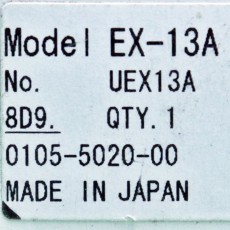 Model EX-13A
No. UEX13A
8D9. QTY. 1
0105-5020-00
MADE IN JAPAN